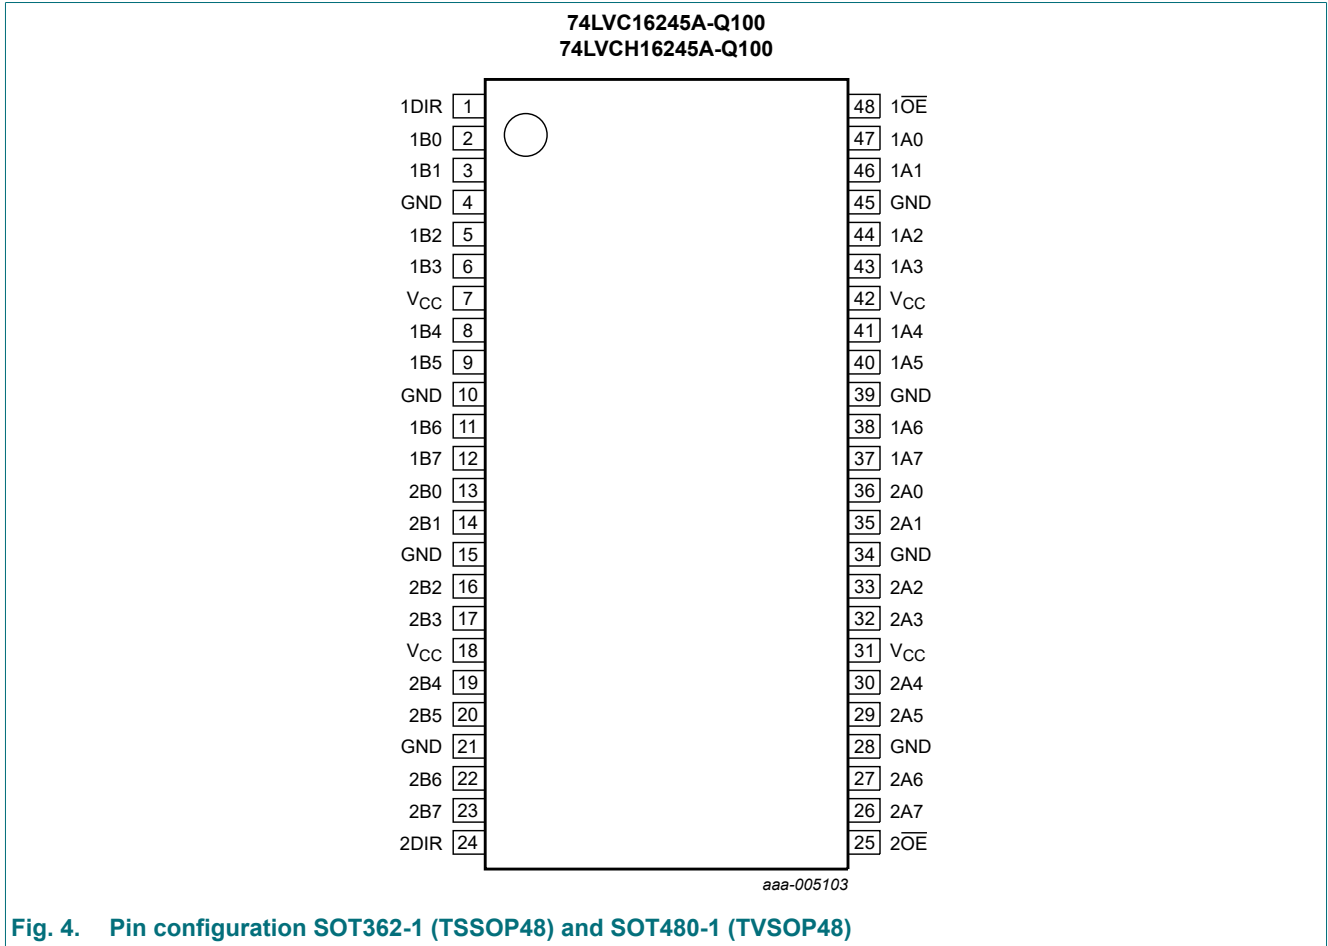 74LVC16245A-Q100
74LVCH16245A-Q100
1DIR 1 48 1O̅E̅
1B0 2 47 1A0
1B1 3 46 1A1
GND 4 45 GND
1B2 5 44 1A2
1B3 6 43 1A3
VCC 7 42 VCC
1B4 8 41 1A4
1B5 9 40 1A5
GND 10 39 GND
1B6 11 38 1A6
1B7 12 37 1A7
2B0 13 36 2A0
2B1 14 35 2A1
GND 15 34 GND
2B2 16 33 2A2
2B3 17 32 2A3
VCC 18 31 VCC
2B4 19 30 2A4
2B5 20 29 2A5
GND 21 28 GND
2B6 22 27 2A6
2B7 23 26 2A7
2DIR 24 25 2O̅E̅
aaa-005103
Fig. 4. Pin configuration SOT362-1 (TSSOP48) and SOT480-1 (TVSOP48)